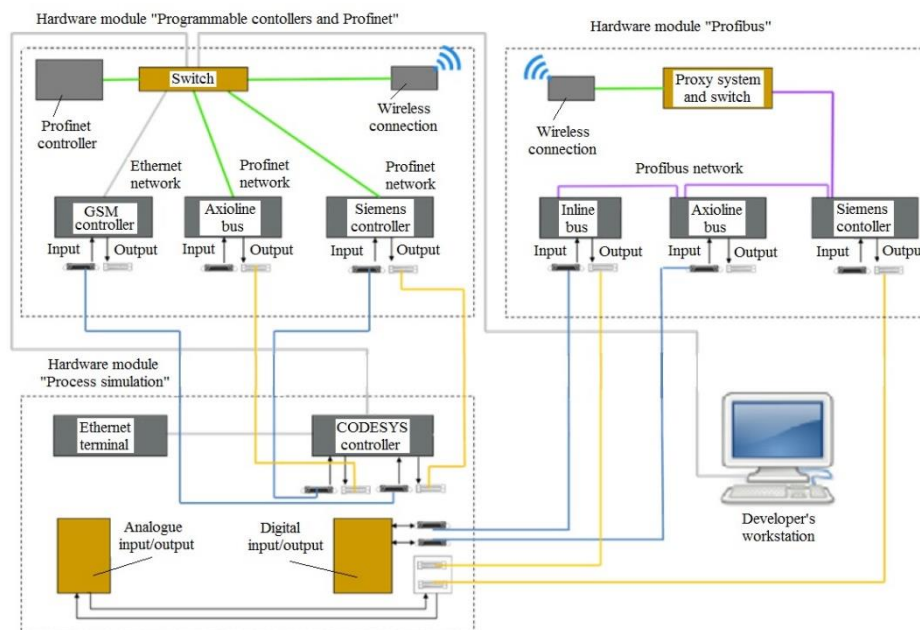 Hardware module "Programmable contollers and Profinet"
Hardware module "Profibus"
Switch
Profinet
controller
Wireless
connection
Ethernet
network
Profinet
network
Profinet
network
GSM
controller
Axioline
bus
Siemens
controller
Input
Output
Input
Output
Input
Output
Proxy system
and switch
Wireless
connection
Profibus network
Inline
bus
Axioline
bus
Siemens
contoller
Input
Output
Input
Output
Input
Output
Hardware module
"Process simulation"
Ethernet
terminal
CODESYS
controller
Analogue
input/output
Digital
input/output
Developer's
workstation